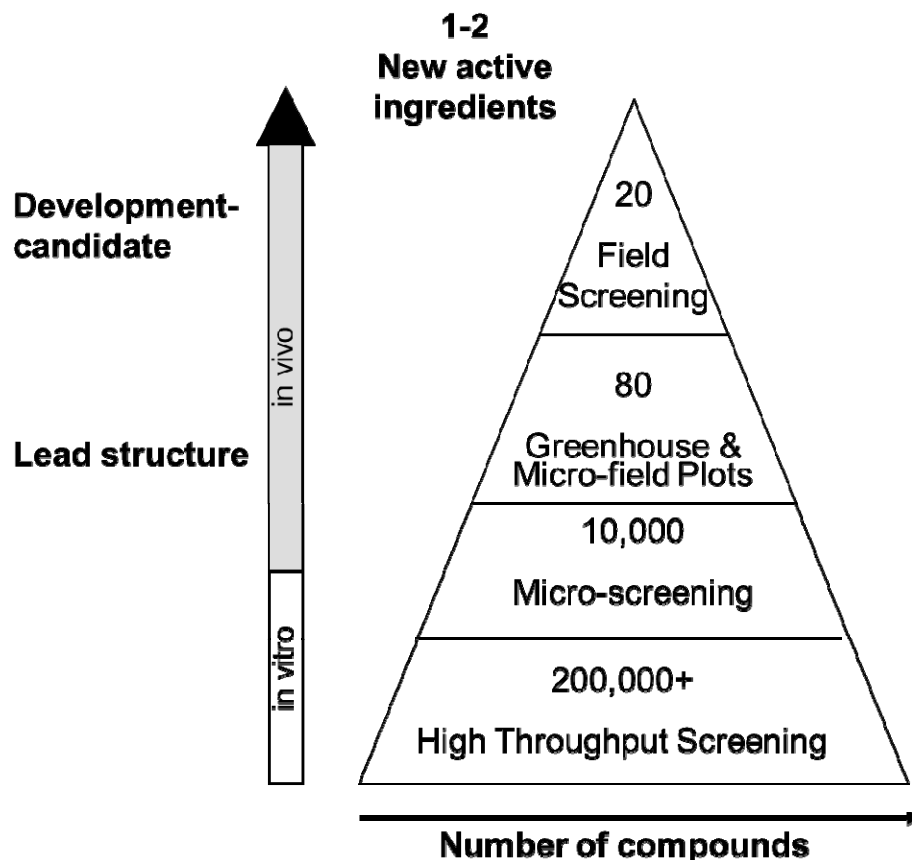 1-2
New active
ingredients
Development-
candidate
Lead structure
in vivo
in vitro
20
Field
Screening
80
Greenhouse &
Micro-field Plots
10,000
Micro-screening
200,000+
High Throughput Screening
Number of compounds